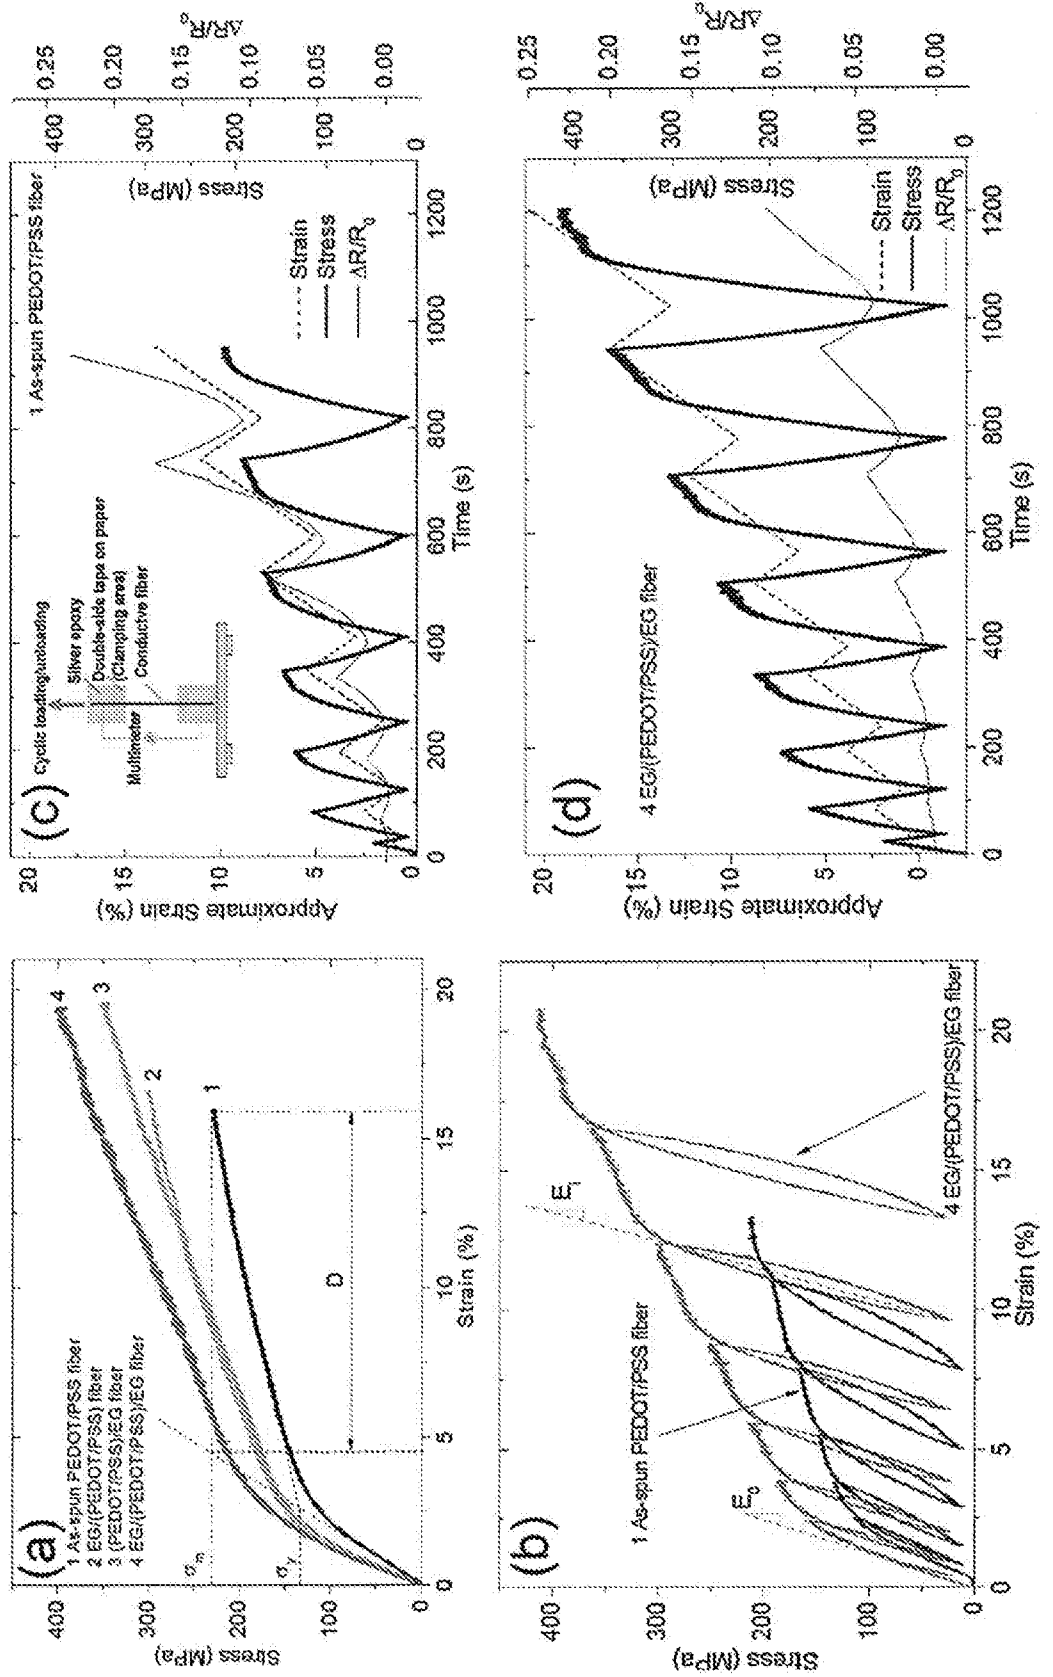 (a)
1 As-spun PEDOT/PSS fiber
2 EG/(PEDOT/PSS) fiber
3 (PEDOT/PSS)/EG fiber
4 EG/(PEDOT/PSS)/EG fiber
4
3
2
1
D
σm
σy
400
300
200
100
0
Stress (MPa)
0
5
10
15
20
Strain (%)
(c)
Cyclic loading/unloading
Silver epoxy
Double-side tape on paper
(Clamping area)
Conductive fiber
Multimeter
1 As-spun PEDOT/PSS fiber
Strain
Stress
ΔR/R0
20
15
10
5
0
Approximate Strain (%)
0
200
400
600
800
1000
1200
Time (s)
Stress (MPa)
400
300
200
100
0
ΔR/R0
0.25
0.20
0.15
0.10
0.05
0.00
(b)
E0
Ei
1 As-spun PEDOT/PSS fiber
4 EG/(PEDOT/PSS)/EG fiber
400
300
200
100
0
Stress (MPa)
0
5
10
15
20
Strain (%)
(d)
4 EG/(PEDOT/PSS)/EG fiber
Strain
Stress
ΔR/R0
20
15
10
5
0
Approximate Strain (%)
0
200
400
600
800
1000
1200
Time (s)
Stress (MPa)
400
300
200
100
0
ΔR/R0
0.25
0.20
0.15
0.10
0.05
0.00